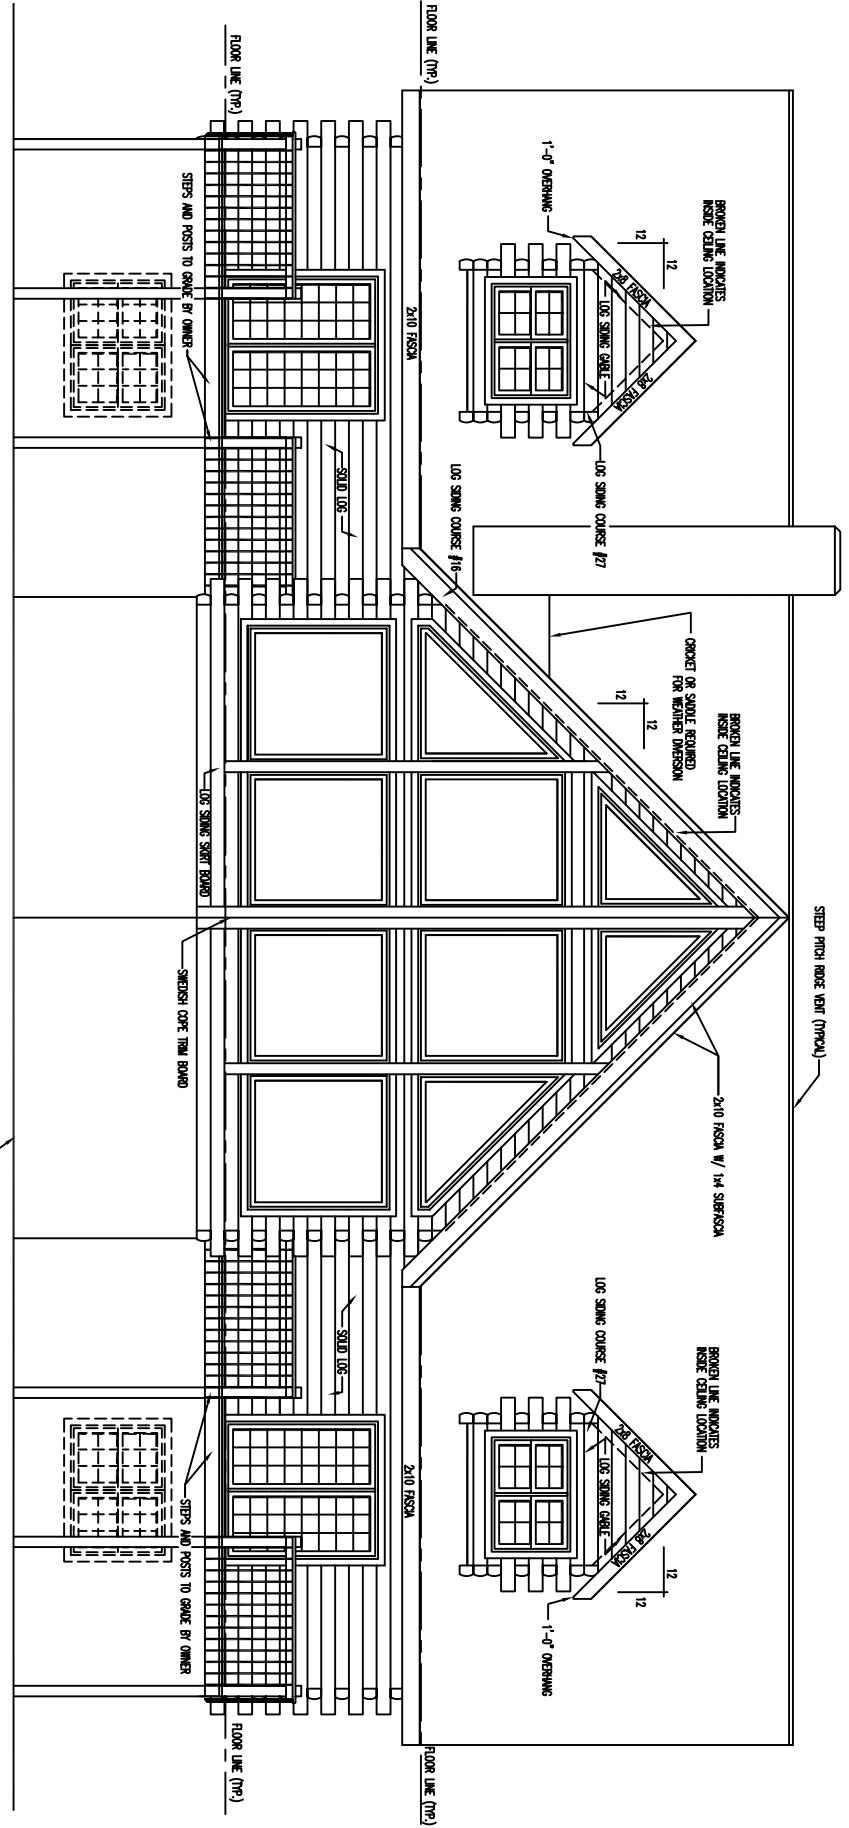 STEEP PITCH RIDGE VENT (TYPICAL)
BROKEN LINE INDICATES
INSIDE CEILING LOCATION
12
12
1'-0" OVERHANG
2x8 FASCIA
2x8 FASCIA
LOG SIDING GABLE
LOG SIDING COURSE #27
CRICKET OR SADDLE REQUIRED
FOR WEATHER DIVERSION
BROKEN LINE INDICATES
INSIDE CEILING LOCATION
12
12
2x10 FASCIA W/ 1x4 SUBFASCIA
BROKEN LINE INDICATES
INSIDE CEILING LOCATION
12
12
LOG SIDING COURSE #27
2x8 FASCIA
2x8 FASCIA
LOG SIDING GABLE
1'-0" OVERHANG
FLOOR LINE (TYP.)
2x10 FASCIA
LOG SIDING COURSE #16
2x10 FASCIA
FLOOR LINE (TYP.)
SOLID LOG
SOLID LOG
FLOOR LINE (TYP.)
STEPS AND POSTS TO GRADE BY OWNER
LOG SIDING SKIRT BOARD
SWEDISH COPE TRIM BOARD
STEPS AND POSTS TO GRADE BY OWNER
FLOOR LINE (TYP.)